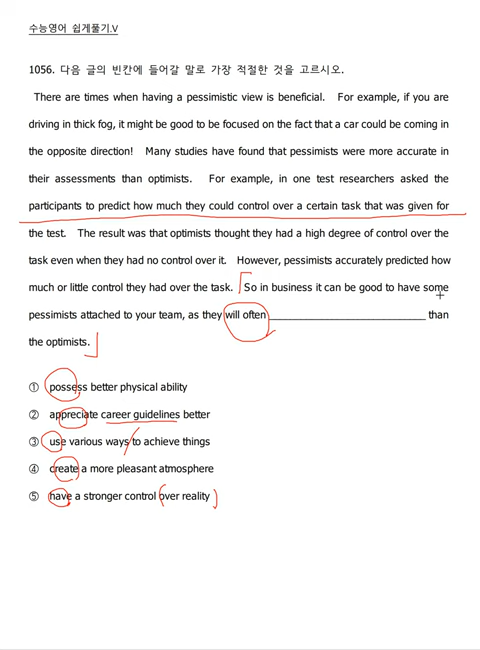 수능영어 쉽게풀기.V
1056. 다음 글의 빈칸에 들어갈 말로 가장 적절한 것을 고르시오.
There are times when having a pessimistic view is beneficial. For example, if you are
driving in thick fog, it might be good to be focused on the fact that a car could be coming in
the opposite direction! Many studies have found that pessimists were more accurate in
their assessments than optimists. For example, in one test researchers asked the
participants to predict how much they could control over a certain task that was given for
the test. The result was that optimists thought they had a high degree of control over the
task even when they had no control over it. However, pessimists accurately predicted how
much or little control they had over the task. So in business it can be good to have some
pessimists attached to your team, as they will often ______________________________ than
the optimists.
① possess better physical ability
② appreciate career guidelines better
③ use various ways to achieve things
④ create a more pleasant atmosphere
⑤ have a stronger control over reality